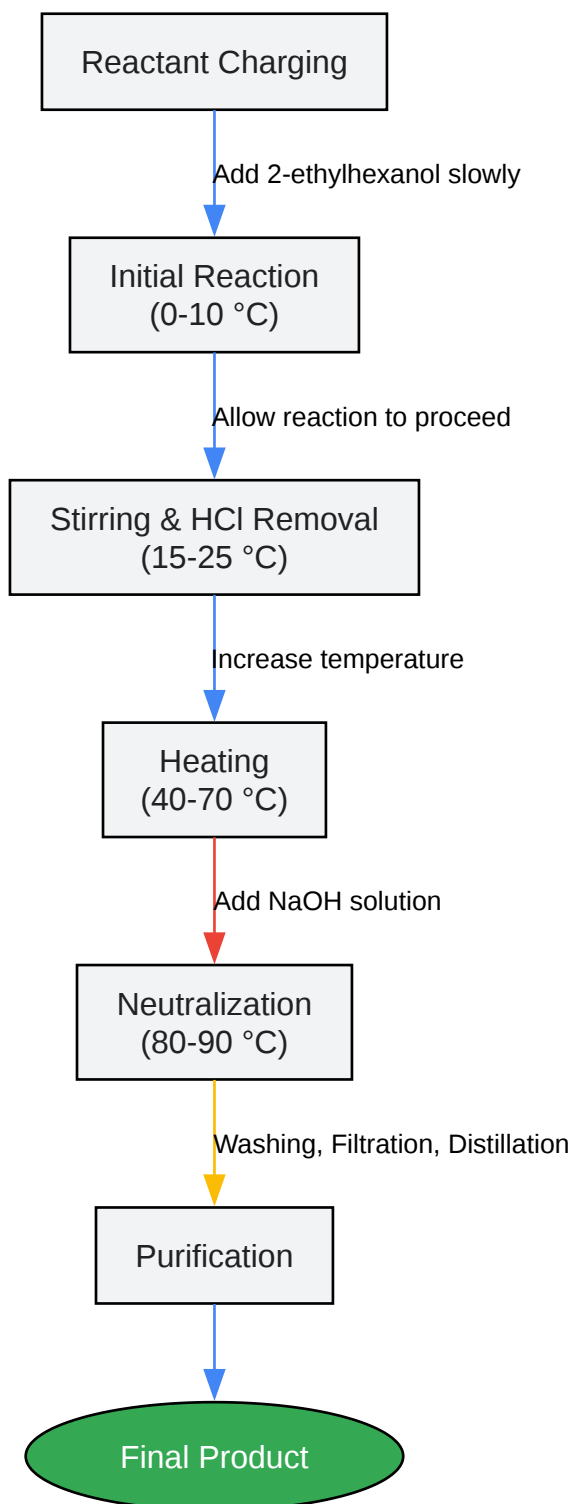 Reactant Charging
Add 2-ethylhexanol slowly
Initial Reaction
(0-10 °C)
Allow reaction to proceed
Stirring & HCl Removal
(15-25 °C)
Increase temperature
Heating
(40-70 °C)
Add NaOH solution
Neutralization
(80-90 °C)
Washing, Filtration, Distillation
Purification
Final Product